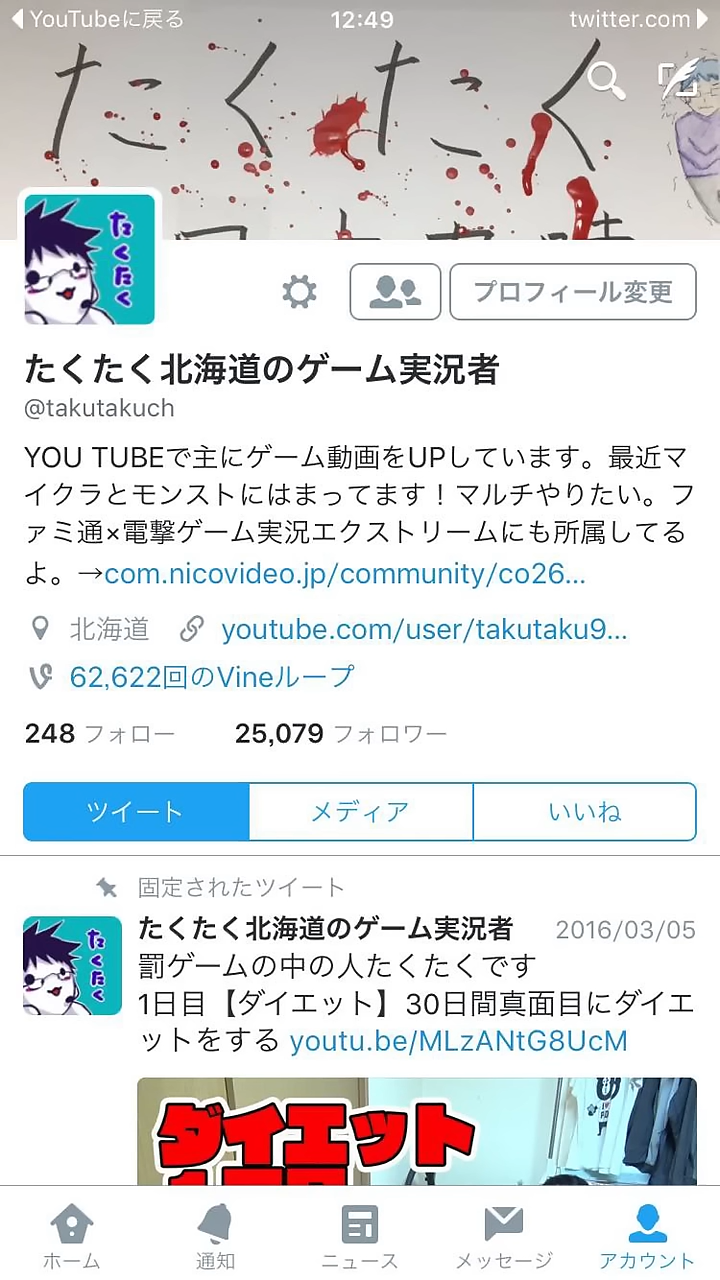 YouTubeに戻る 12:49 twitter.com
たくたく
たくたく
プロフィール変更
たくたく北海道のゲーム実況者
@takutakuch
YOU TUBEで主にゲーム動画をUPしています。最近マ
イクラとモンストにはまってます！マルチやりたい。フ
ァミ通×電撃ゲーム実況エクストリームにも所属してる
よ。→com.nicovideo.jp/community/co26...
北海道 youtube.com/user/takutaku9...
62,622回のVineループ
248 フォロー 25,079 フォロワー
ツイート メディア いいね
固定されたツイート
たくたく
たくたく北海道のゲーム実況者 2016/03/05
罰ゲームの中の人たくたくです
1日目【ダイエット】30日間真面目にダイエ
ットをする youtu.be/MLzANtG8UcM
ダイエット
ホーム 通知 ニュース メッセージ アカウント